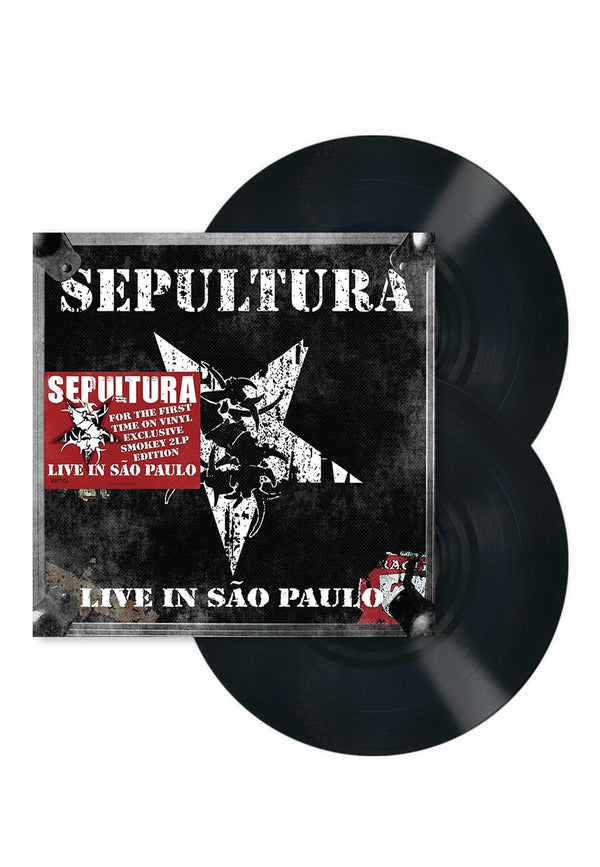 SEPULTURA
SEPULTURA
FOR THE FIRST
TIME ON VINYL
EXCLUSIVE
SMOKEY 2LP
EDITION
LIVE IN SÃO PAULO
BMG
LIVE IN SÃO PAULO